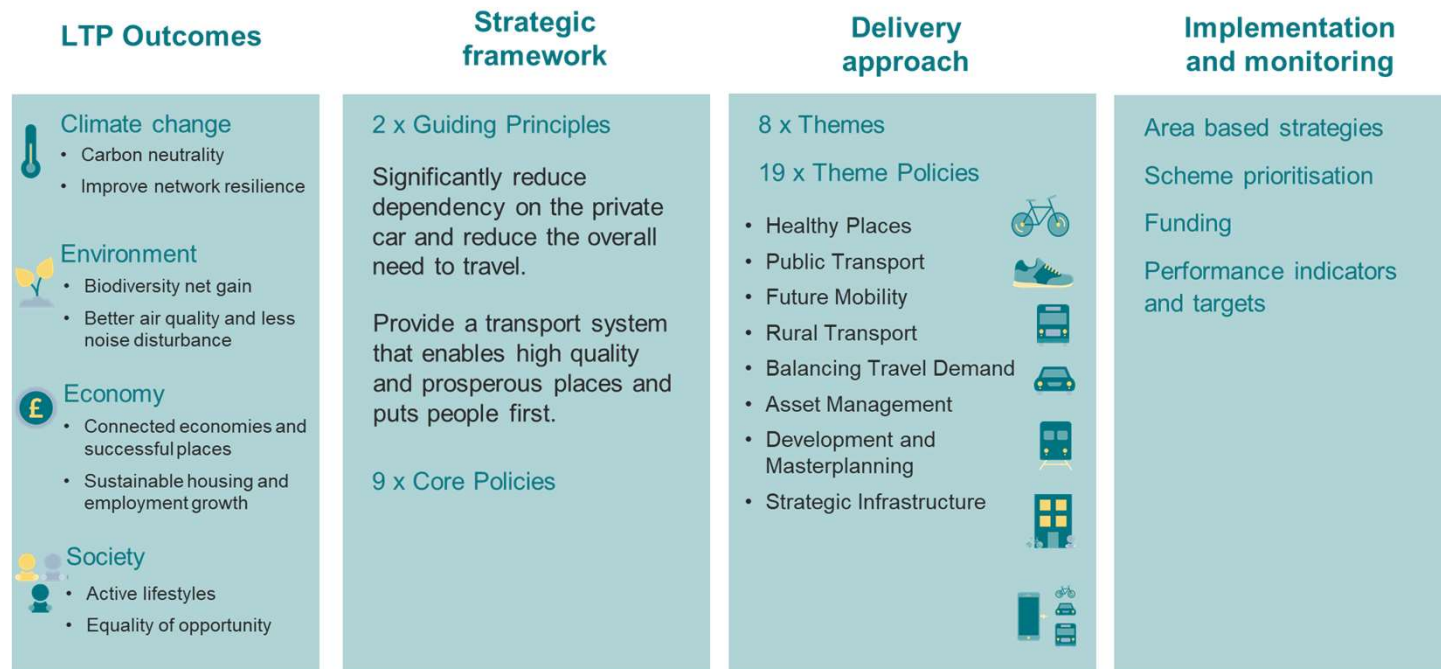 LTP Outcomes
Climate change
• Carbon neutrality
• Improve network resilience
Environment
• Biodiversity net gain
• Better air quality and less
noise disturbance
£
Economy
• Connected economies and
successful places
• Sustainable housing and
employment growth
Society
• Active lifestyles
• Equality of opportunity
Strategic
framework
2 x Guiding Principles
Significantly reduce
dependency on the private
car and reduce the overall
need to travel.
Provide a transport system
that enables high quality
and prosperous places and
puts people first.
9 x Core Policies
Delivery
approach
8 x Themes
19 x Theme Policies
• Healthy Places
• Public Transport
• Future Mobility
• Rural Transport
• Balancing Travel Demand
• Asset Management
• Development and
Masterplanning
• Strategic Infrastructure
Implementation
and monitoring
Area based strategies
Scheme prioritisation
Funding
Performance indicators
and targets